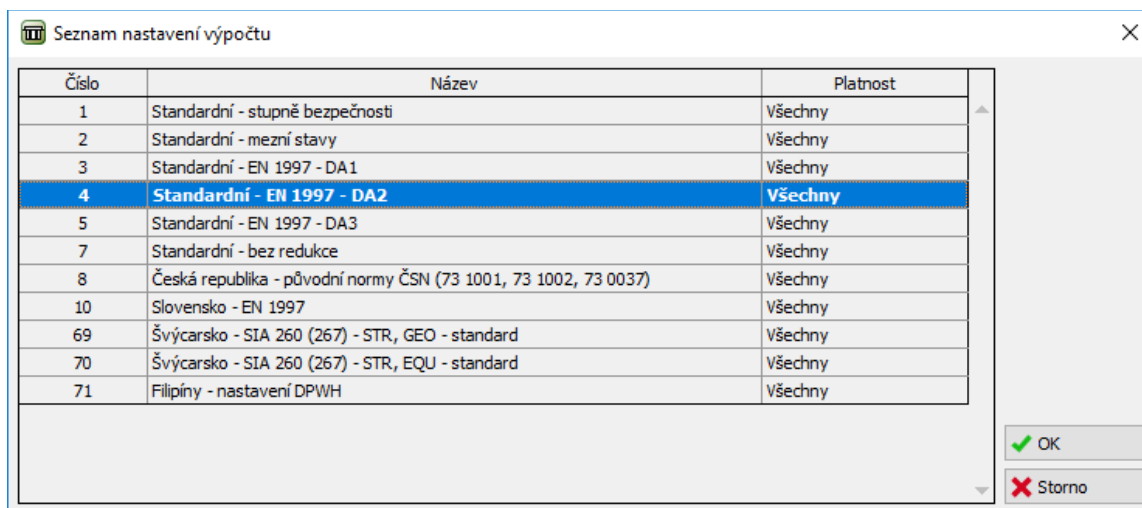 Seznam nastavení výpočtu
Číslo Název Platnost
1 Standardní - stupně bezpečnosti Všechny
2 Standardní - mezní stavy Všechny
3 Standardní - EN 1997 - DA1 Všechny
4 Standardní - EN 1997 - DA2 Všechny
5 Standardní - EN 1997 - DA3 Všechny
7 Standardní - bez redukce Všechny
8 Česká republika - původní normy ČSN (73 1001, 73 1002, 73 0037) Všechny
10 Slovensko - EN 1997 Všechny
69 Švýcarsko - SIA 260 (267) - STR, GEO - standard Všechny
70 Švýcarsko - SIA 260 (267) - STR, EQU - standard Všechny
71 Filipíny - nastavení DPWH Všechny
OK
Storno